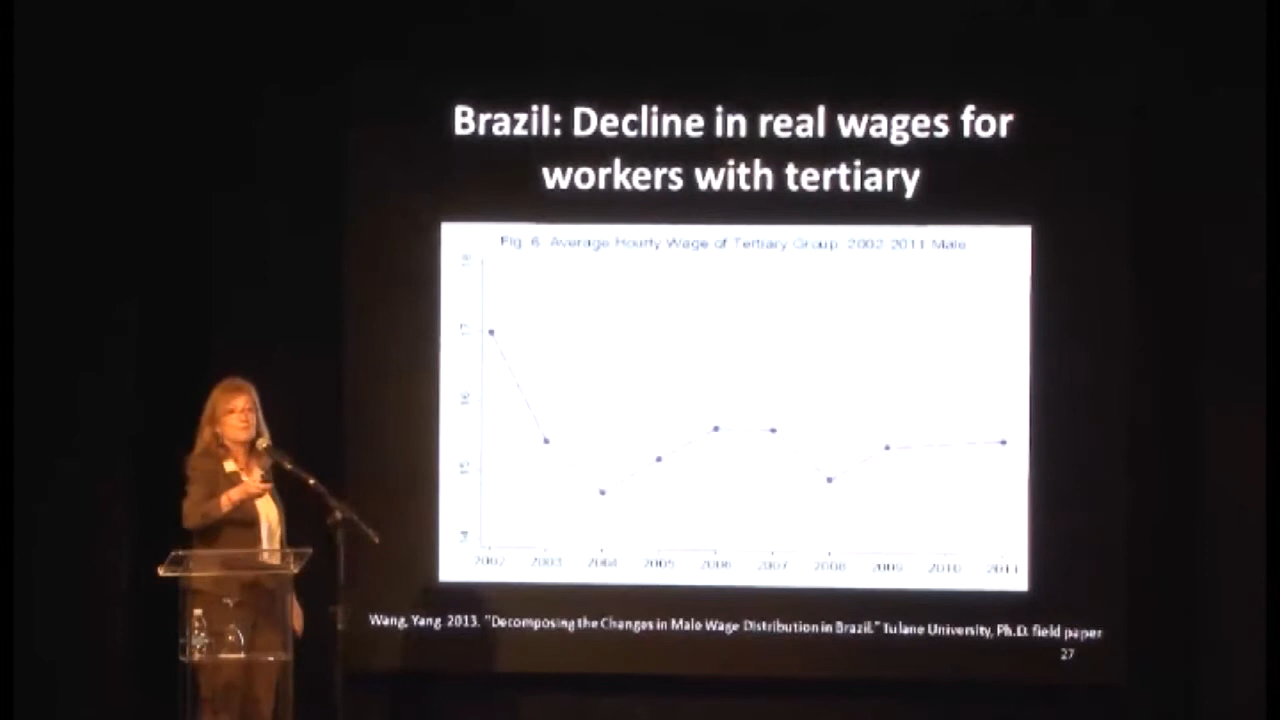 Brazil: Decline in real wages for
workers with tertiary
Fig. 6. Average Hourly Wage of Tertiary Group: 2002-2011 Male
18
17
16
15
14
2002 2003 2004 2005 2006 2007 2008 2009 2010 2011
Wang, Yang. 2013. "Decomposing the Changes in Male Wage Distribution in Brazil." Tulane University, Ph.D. field paper
27